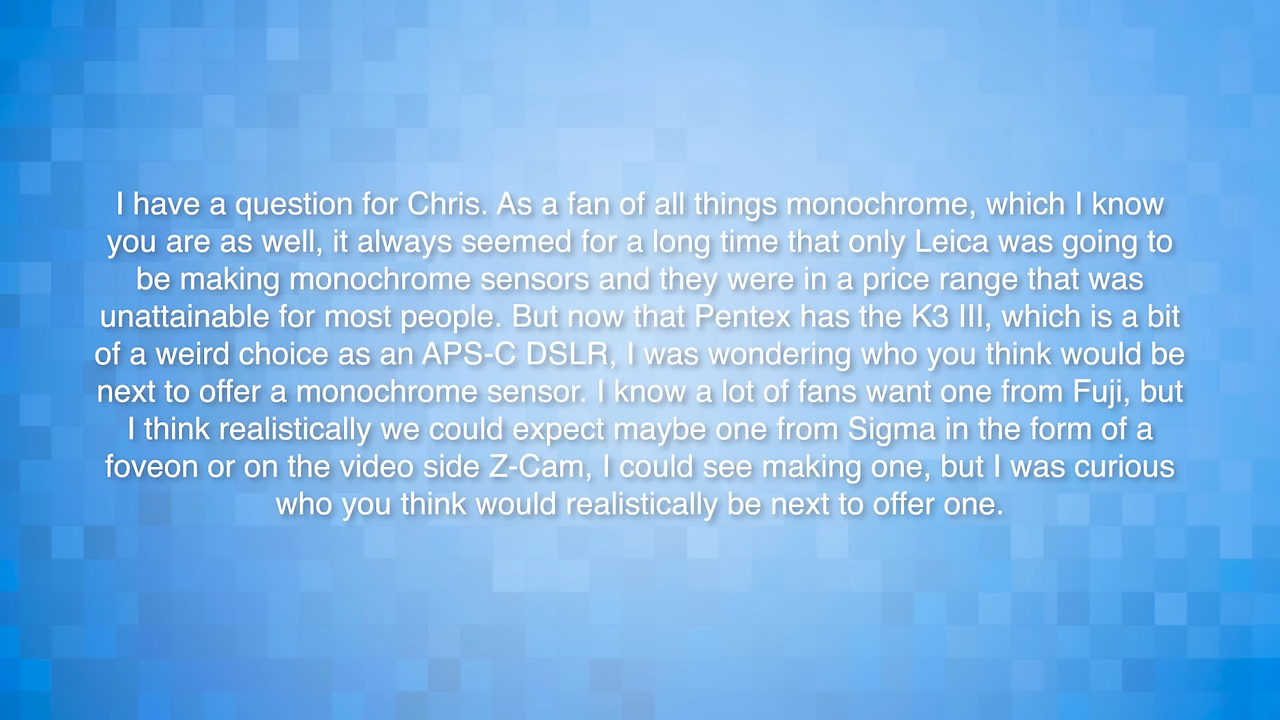 I have a question for Chris. As a fan of all things monochrome, which I know
you are as well, it always seemed for a long time that only Leica was going to
be making monochrome sensors and they were in a price range that was
unattainable for most people. But now that Pentex has the K3 III, which is a bit
of a weird choice as an APS-C DSLR, I was wondering who you think would be
next to offer a monochrome sensor. I know a lot of fans want one from Fuji, but
I think realistically we could expect maybe one from Sigma in the form of a
foveon or on the video side Z-Cam, I could see making one, but I was curious
who you think would realistically be next to offer one.